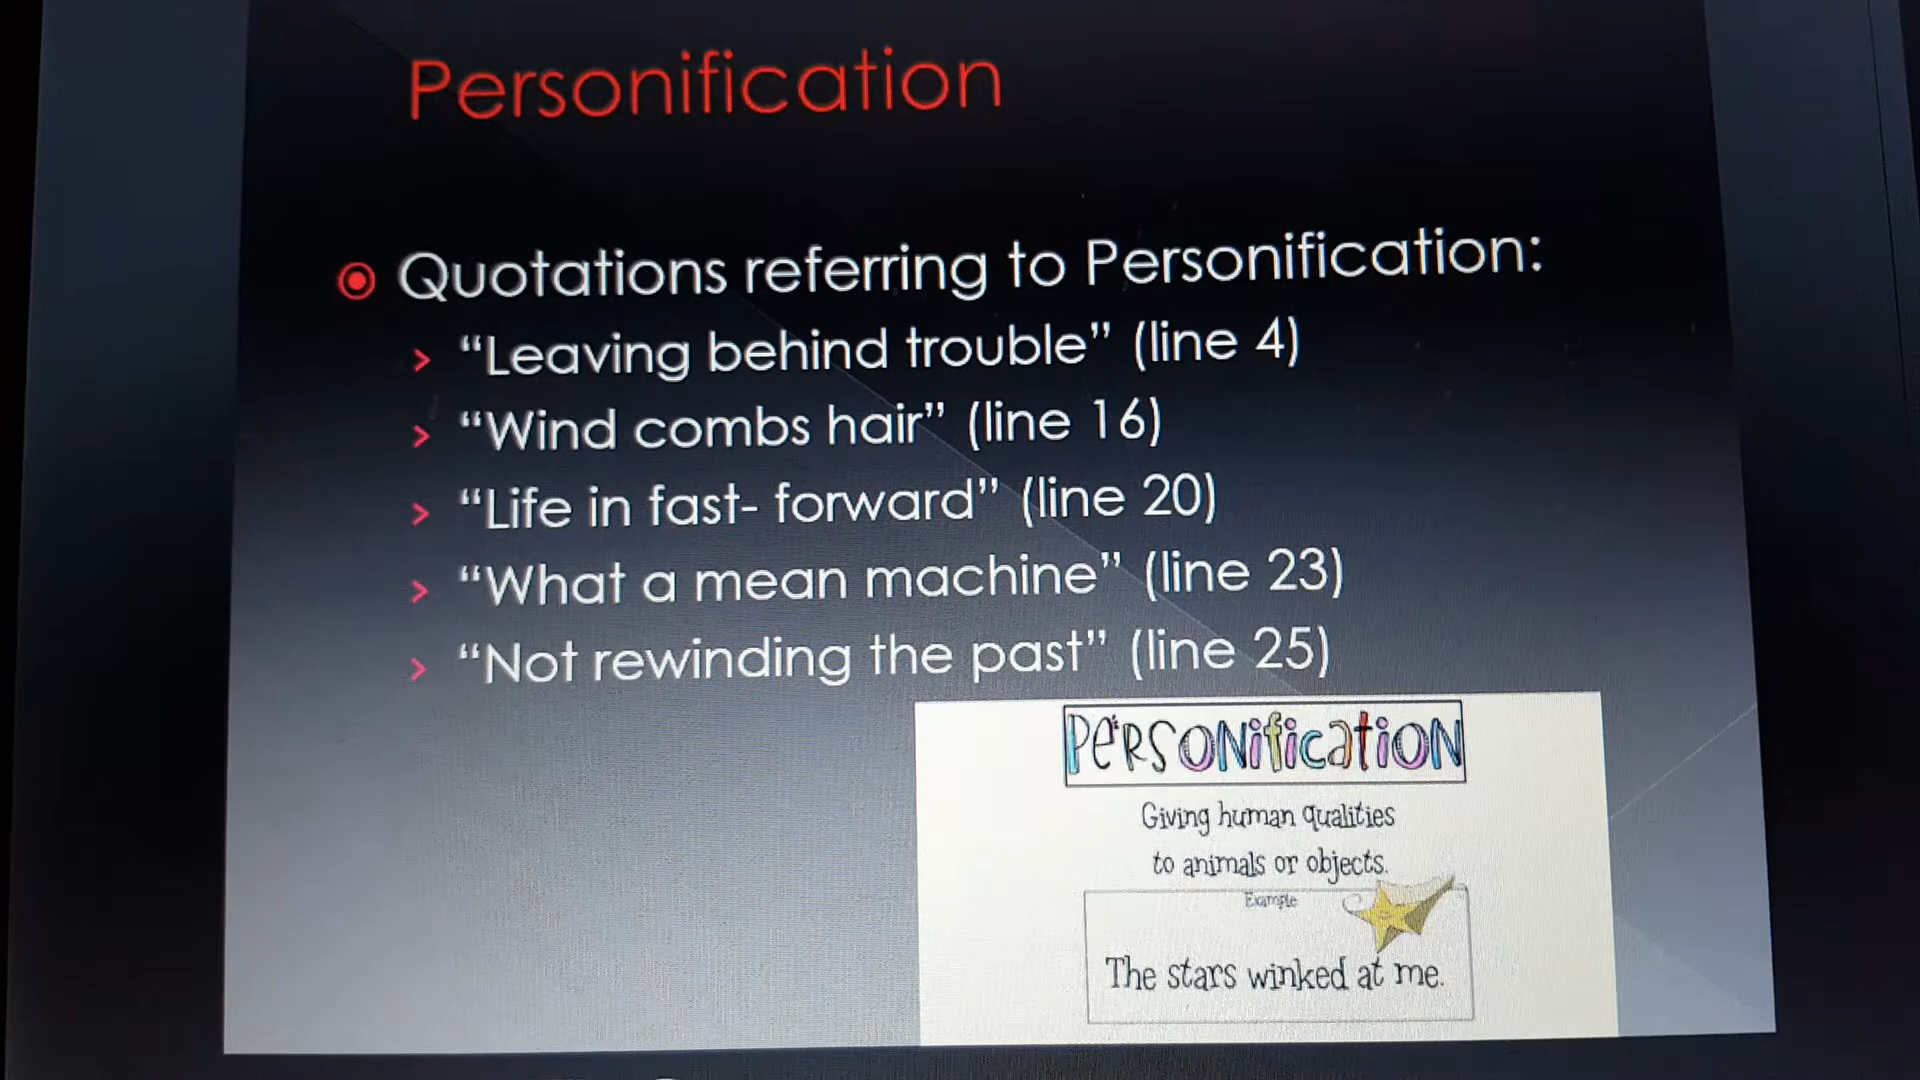 Personification
Quotations referring to Personification:
“Leaving behind trouble” (line 4)
“Wind combs hair” (line 16)
“Life in fast- forward” (line 20)
“What a mean machine” (line 23)
“Not rewinding the past” (line 25)
PERSONification
Giving human qualities
to animals or objects.
Example
The stars winked at me.